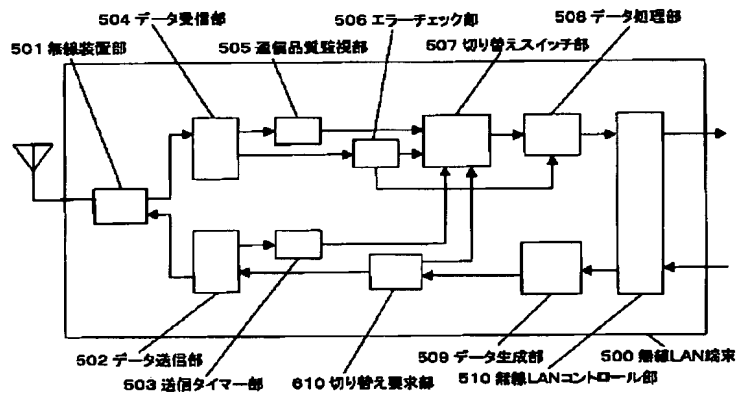 504 データ受信部
506 エラーチェック部
508 データ処理部
501 無線装置部
505 通信品質監視部
507 切り替えスイッチ部
502 データ送信部
509 データ生成部
500 無線LAN端末
503 送信タイマー部
610 切り替え要求部
510 無線LANコントロール部